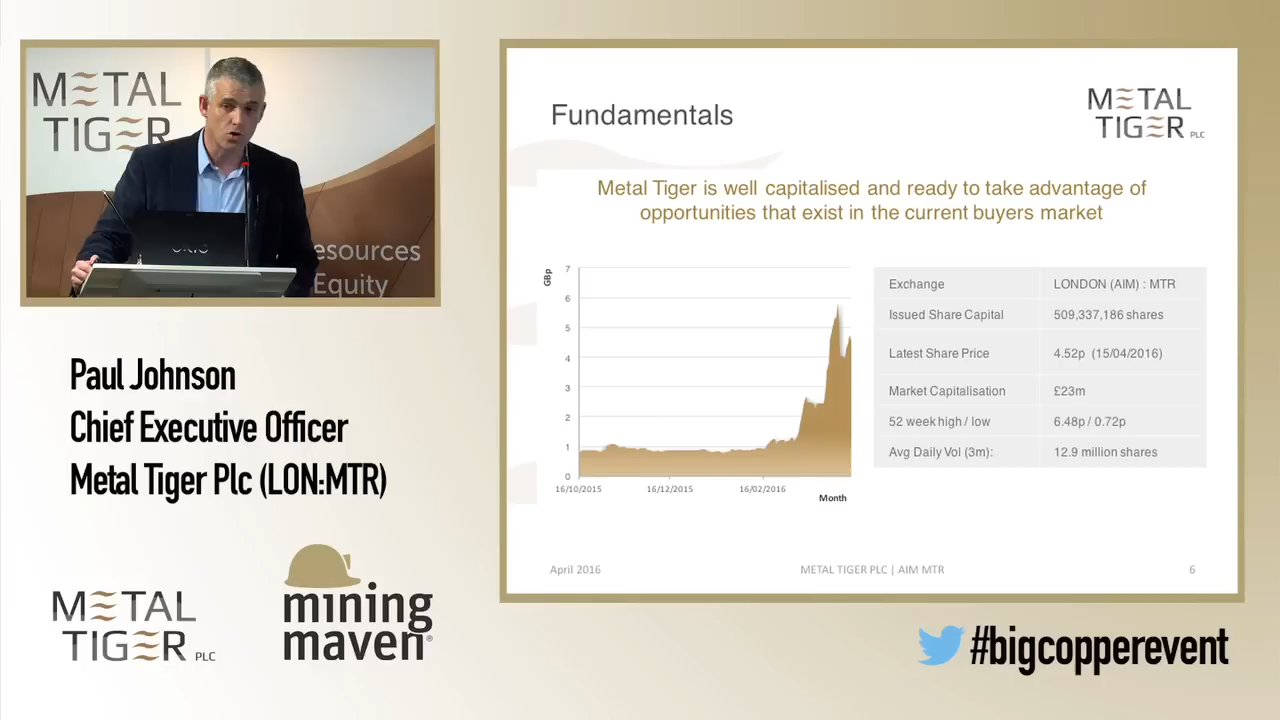 METAL
TIGER
esources
Equity
Paul Johnson
Chief Executive Officer
Metal Tiger Plc (LON:MTR)
METAL
TIGER PLC
mining
maven®
Fundamentals
METAL
TIGER PLC
Metal Tiger is well capitalised and ready to take advantage of
opportunities that exist in the current buyers market
GBp
7
6
5
4
3
2
1
0
16/10/2015 16/12/2015 16/02/2016
Month
Exchange LONDON (AIM) : MTR
Issued Share Capital 509,337,186 shares
Latest Share Price 4.52p (15/04/2016)
Market Capitalisation £23m
52 week high / low 6.48p / 0.72p
Avg Daily Vol (3m): 12.9 million shares
April 2016 METAL TIGER PLC | AIM MTR 6
#bigcopperevent